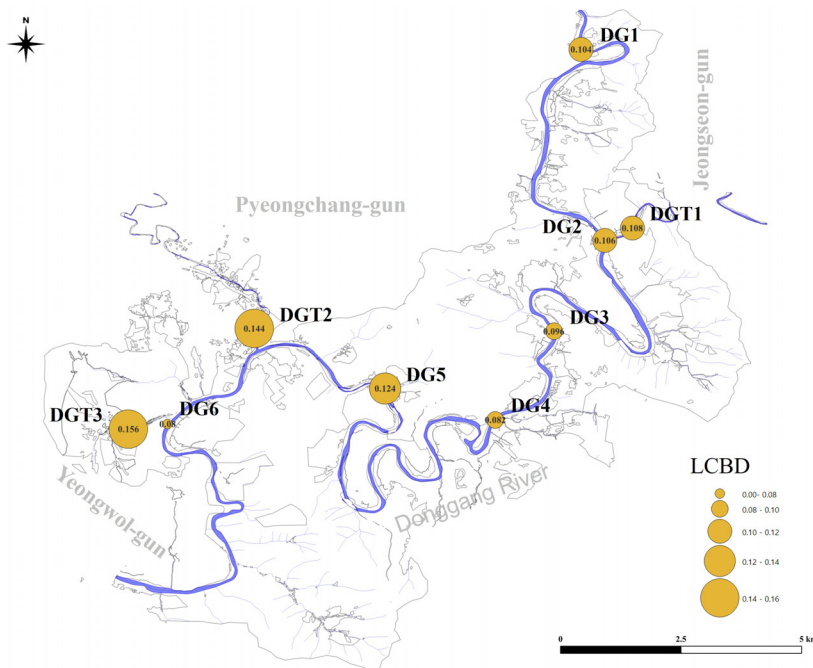 N
DG1
0.104
Jeongseon-gun
Pyeongchang-gun
DG2
DGT1
0.108
0.106
DGT2
0.144
DG3
0.096
DG5
0.124
DGT3
DG6
DG4
0.156
0.08
0.082
Yeongwol-gun
Donggang River
LCBD
0.00- 0.08
0.08 - 0.10
0.10 - 0.12
0.12 - 0.14
0.14 - 0.16
0 2.5 5 km